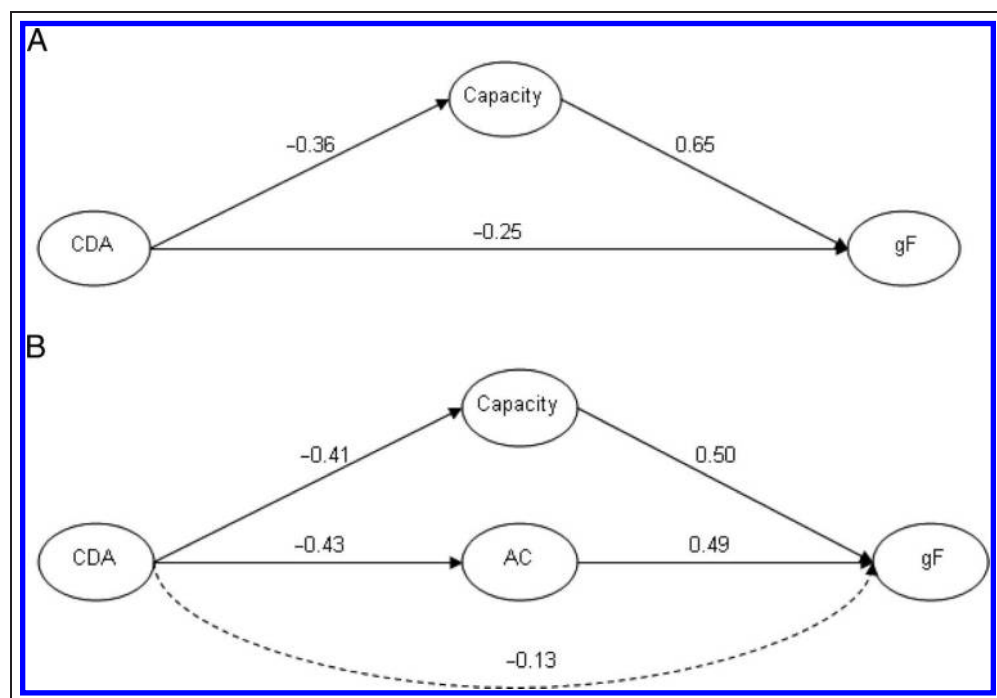 A
Capacity
-0.36
0.65
CDA
-0.25
gF
B
Capacity
-0.41
0.50
CDA
-0.43
AC
0.49
gF
-0.13